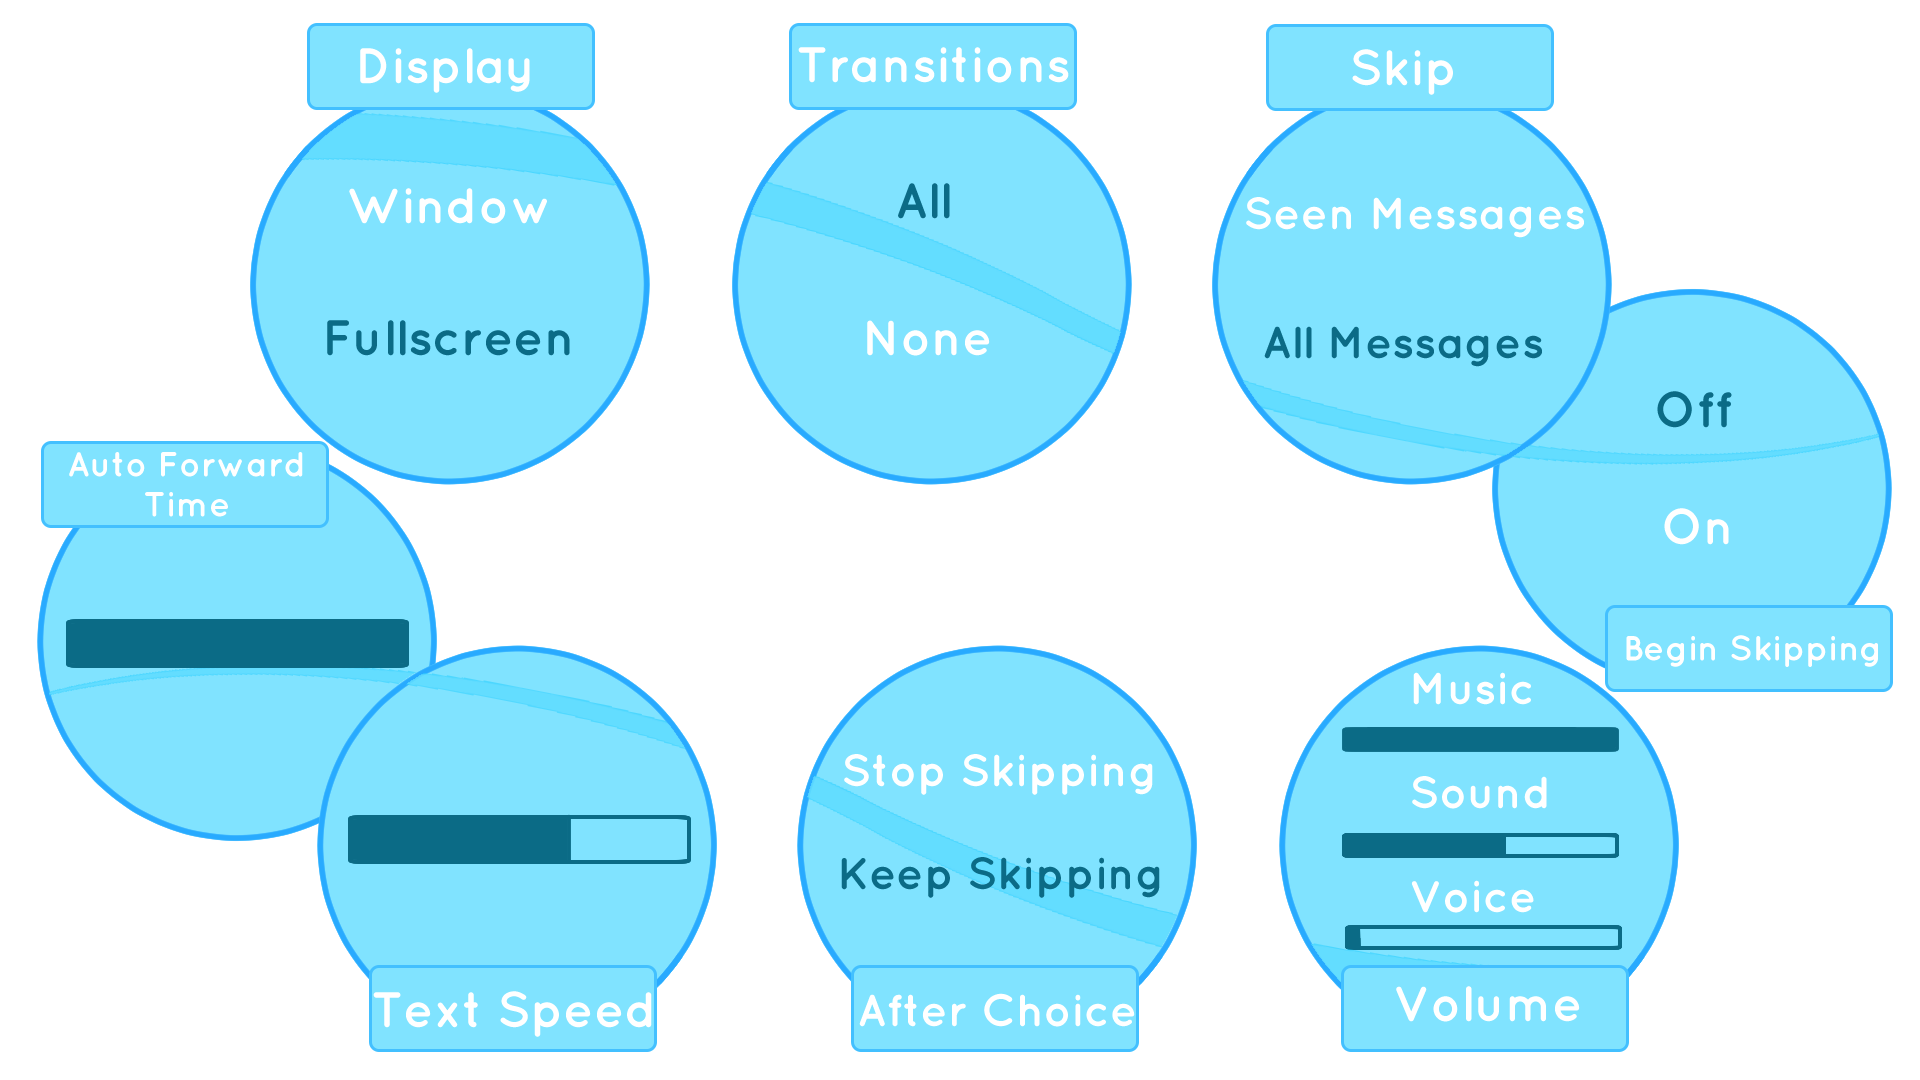 Display
Window
Fullscreen
Transitions
All
None
Skip
Seen Messages
All Messages
Off
On
Begin Skipping
Auto Forward
Time
Text Speed
Stop Skipping
Keep Skipping
After Choice
Music
Sound
Voice
Volume